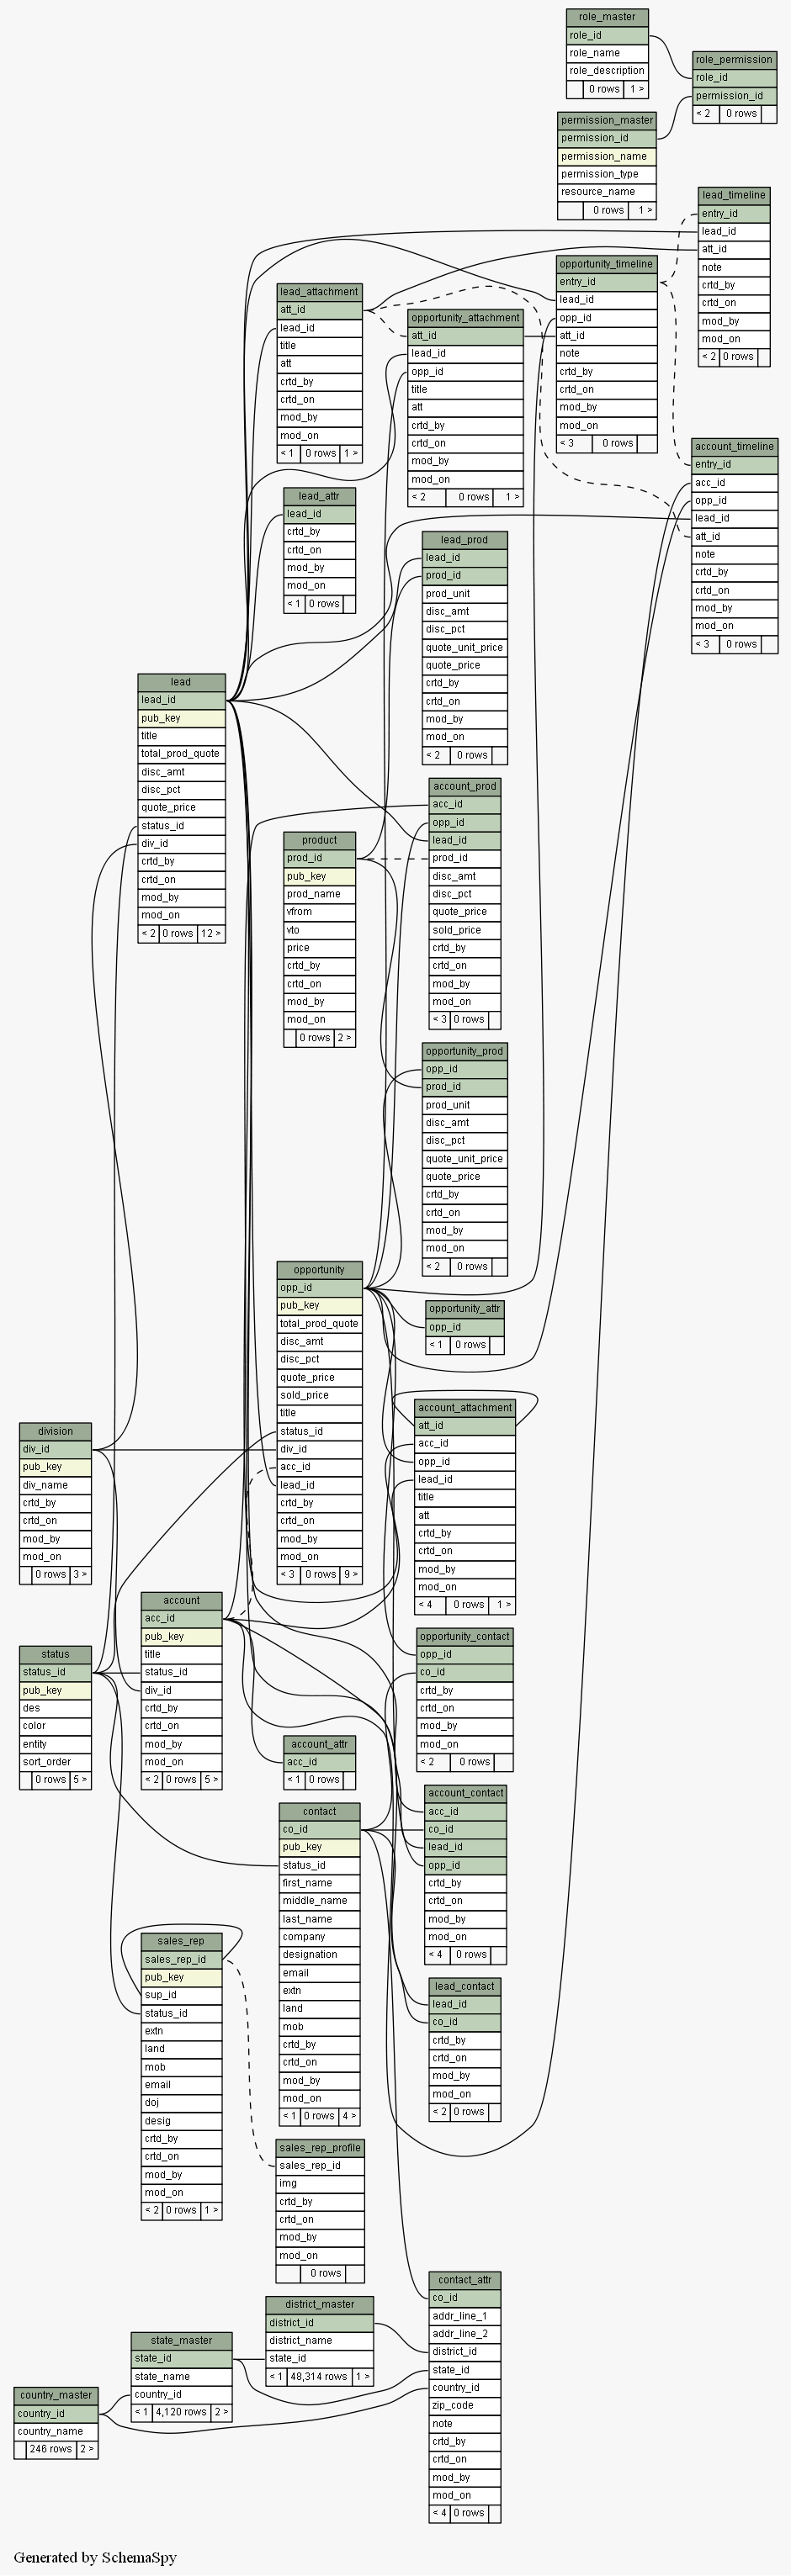 role_master
role_id
role_name
role_description
0 rows 1 >
role_permission
role_id
permission_id
< 2 0 rows
permission_master
permission_id
permission_name
permission_type
resource_name
0 rows 1 >
lead_timeline
entry_id
lead_id
att_id
note
crtd_by
crtd_on
mod_by
mod_on
< 2 0 rows
opportunity_timeline
entry_id
lead_id
opp_id
att_id
note
crtd_by
crtd_on
mod_by
mod_on
< 3 0 rows
lead_attachment
att_id
lead_id
title
att
crtd_by
crtd_on
mod_by
mod_on
< 1 0 rows 1 >
opportunity_attachment
att_id
lead_id
opp_id
title
att
crtd_by
crtd_on
mod_by
mod_on
< 2 0 rows 1 >
account_timeline
entry_id
acc_id
opp_id
lead_id
att_id
note
crtd_by
crtd_on
mod_by
mod_on
< 3 0 rows
lead_attr
lead_id
crtd_by
crtd_on
mod_by
mod_on
< 1 0 rows
lead_prod
lead_id
prod_id
prod_unit
disc_amt
disc_pct
quote_unit_price
quote_price
crtd_by
crtd_on
mod_by
mod_on
< 2 0 rows
lead
lead_id
pub_key
title
total_prod_quote
disc_amt
disc_pct
quote_price
status_id
div_id
crtd_by
crtd_on
mod_by
mod_on
< 2 0 rows 12 >
account_prod
acc_id
opp_id
lead_id
prod_id
disc_amt
disc_pct
quote_price
sold_price
crtd_by
crtd_on
mod_by
mod_on
< 3 0 rows
product
prod_id
pub_key
prod_name
vfrom
vto
price
crtd_by
crtd_on
mod_by
mod_on
0 rows 2 >
opportunity_prod
opp_id
prod_id
prod_unit
disc_amt
disc_pct
quote_unit_price
quote_price
crtd_by
crtd_on
mod_by
mod_on
< 2 0 rows
opportunity
opp_id
pub_key
total_prod_quote
disc_amt
disc_pct
quote_price
sold_price
title
status_id
div_id
acc_id
lead_id
crtd_by
crtd_on
mod_by
mod_on
< 3 0 rows 9 >
opportunity_attr
opp_id
< 1 0 rows
account_attachment
att_id
acc_id
opp_id
lead_id
title
att
crtd_by
crtd_on
mod_by
mod_on
< 4 0 rows 1 >
division
div_id
pub_key
div_name
crtd_by
crtd_on
mod_by
mod_on
0 rows 3 >
account
acc_id
pub_key
title
status_id
div_id
crtd_by
crtd_on
mod_by
mod_on
< 2 0 rows 5 >
status
status_id
pub_key
des
color
entity
sort_order
0 rows 5 >
opportunity_contact
opp_id
co_id
crtd_by
crtd_on
mod_by
mod_on
< 2 0 rows
account_attr
acc_id
< 1 0 rows
account_contact
acc_id
co_id
lead_id
opp_id
crtd_by
crtd_on
mod_by
mod_on
< 4 0 rows
contact
co_id
pub_key
status_id
first_name
middle_name
last_name
company
designation
email
extn
land
mob
crtd_by
crtd_on
mod_by
mod_on
< 1 0 rows 4 >
sales_rep
sales_rep_id
pub_key
sup_id
status_id
extn
land
mob
email
doj
desig
crtd_by
crtd_on
mod_by
mod_on
< 2 0 rows 1 >
lead_contact
lead_id
co_id
crtd_by
crtd_on
mod_by
mod_on
< 2 0 rows
sales_rep_profile
sales_rep_id
img
crtd_by
crtd_on
mod_by
mod_on
0 rows
contact_attr
co_id
addr_line_1
addr_line_2
district_id
state_id
country_id
zip_code
note
crtd_by
crtd_on
mod_by
mod_on
< 4 0 rows
district_master
district_id
district_name
state_id
< 1 48,314 rows 1 >
state_master
state_id
state_name
country_id
< 1 4,120 rows 2 >
country_master
country_id
country_name
246 rows 2 >
Generated by SchemaSpy